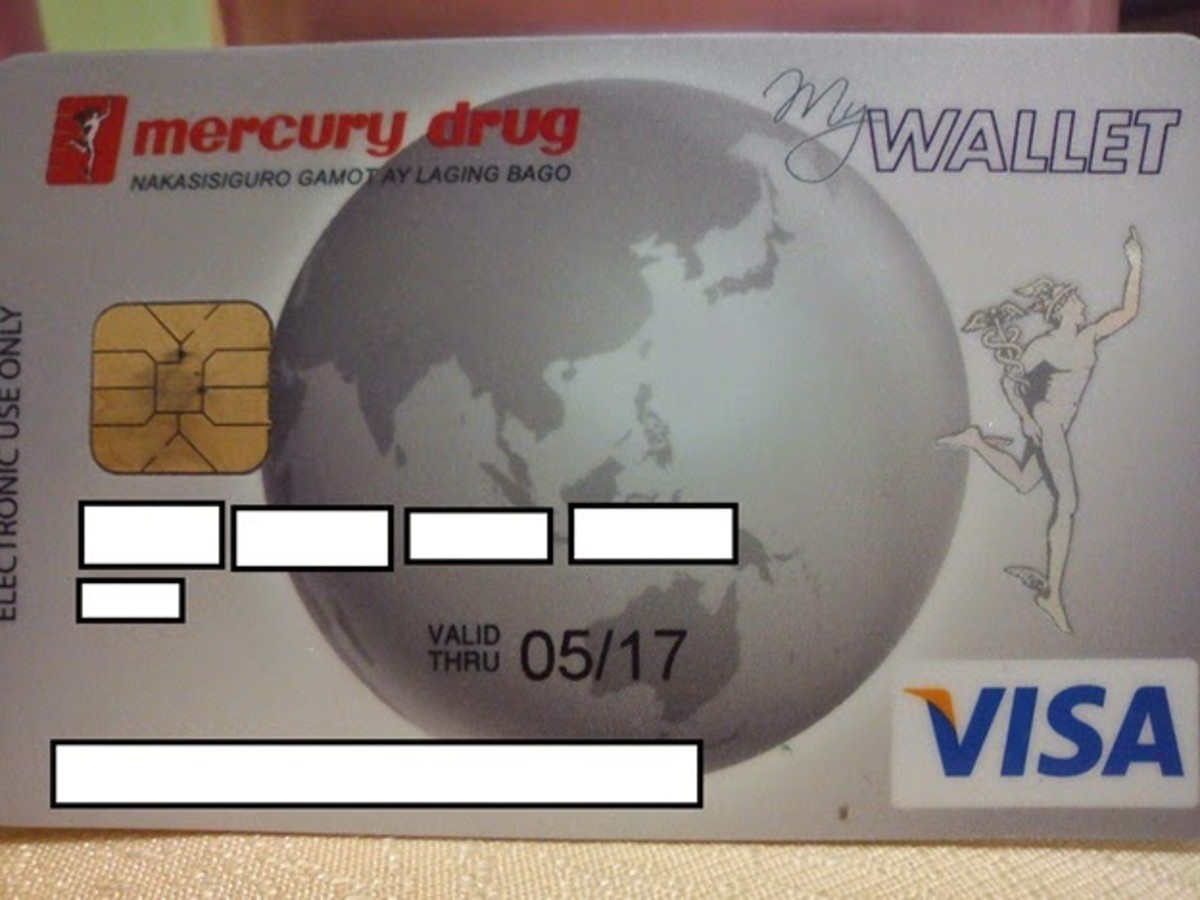 mercury drug
NAKASISIGURO GAMOT AY LAGING BAGO
My WALLET
ELECTRONIC USE ONLY
VALID THRU 05/17
VISA